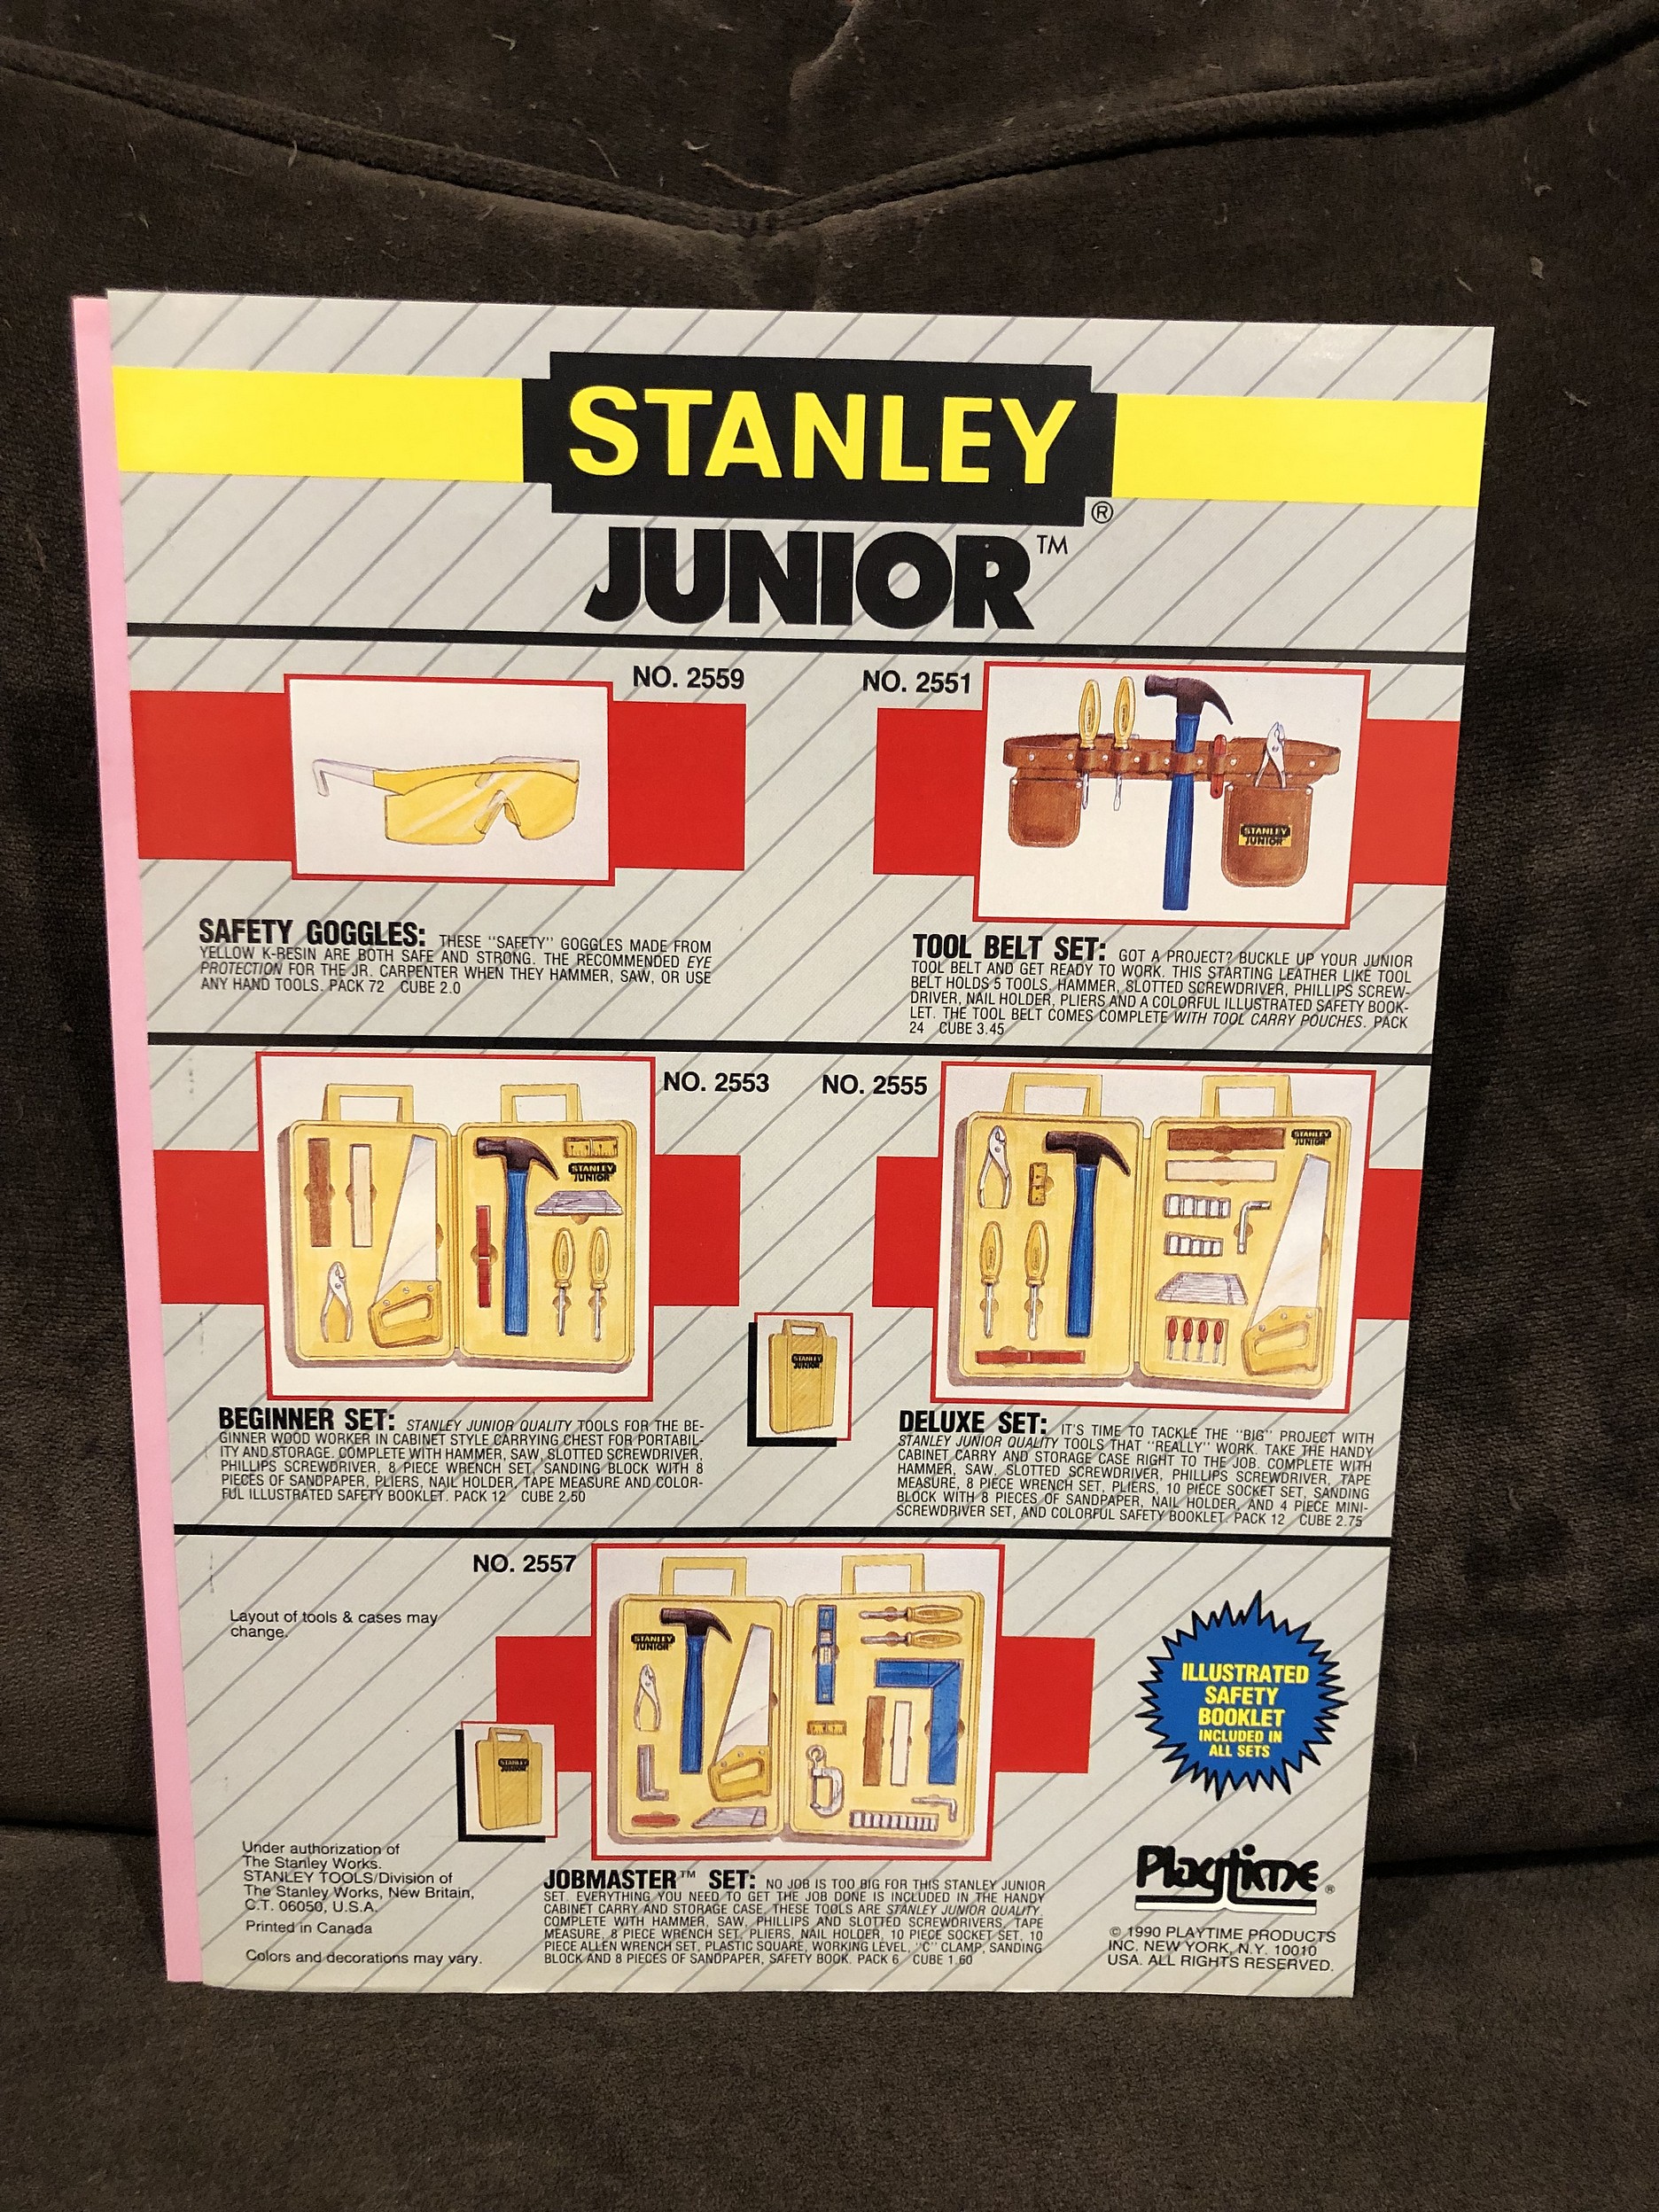 STANLEY
®
JUNIOR™
NO. 2559
NO. 2551
STANLEY
JUNIOR
SAFETY GOGGLES: THESE "SAFETY" GOGGLES MADE FROM
YELLOW K-RESIN ARE BOTH SAFE AND STRONG. THE RECOMMENDED EYE
PROTECTION FOR THE JR. CARPENTER WHEN THEY HAMMER, SAW, OR USE
ANY HAND TOOLS. PACK 72 CUBE 2.0
TOOL BELT SET: GOT A PROJECT? BUCKLE UP YOUR JUNIOR
TOOL BELT AND GET READY TO WORK. THIS STARTING LEATHER LIKE TOOL
BELT HOLDS 5 TOOLS. HAMMER, SLOTTED SCREWDRIVER, PHILLIPS SCREW-
DRIVER, NAIL HOLDER, PLIERS AND A COLORFUL ILLUSTRATED SAFETY BOOK-
LET. THE TOOL BELT COMES COMPLETE WITH TOOL CARRY POUCHES. PACK
24 CUBE 3.45
NO. 2553
NO. 2555
STANLEY
JUNIOR
STANLEY
JUNIOR
STANLEY
JUNIOR
BEGINNER SET: STANLEY JUNIOR QUALITY TOOLS FOR THE BE-
GINNER WOOD WORKER IN CABINET STYLE CARRYING CHEST FOR PORTABIL-
ITY AND STORAGE. COMPLETE WITH HAMMER, SAW, SLOTTED SCREWDRIVER,
PHILLIPS SCREWDRIVER, 8 PIECE WRENCH SET, SANDING BLOCK WITH 8
PIECES OF SANDPAPER, PLIERS, NAIL HOLDER, TAPE MEASURE AND COLOR-
FUL ILLUSTRATED SAFETY BOOKLET. PACK 12 CUBE 2.50
DELUXE SET: IT'S TIME TO TACKLE THE "BIG" PROJECT WITH
STANLEY JUNIOR QUALITY TOOLS THAT "REALLY" WORK. TAKE THE HANDY
CABINET CARRY AND STORAGE CASE RIGHT TO THE JOB. COMPLETE WITH
HAMMER, SAW, SLOTTED SCREWDRIVER, PHILLIPS SCREWDRIVER, TAPE
MEASURE, 8 PIECE WRENCH SET, PLIERS, 10 PIECE SOCKET SET, SANDING
BLOCK WITH 8 PIECES OF SANDPAPER, NAIL HOLDER, AND 4 PIECE MINI-
SCREWDRIVER SET, AND COLORFUL SAFETY BOOKLET. PACK 12 CUBE 2.75
NO. 2557
Layout of tools & cases may
change.
STANLEY
JUNIOR
STANLEY
JUNIOR
ILLUSTRATED
SAFETY
BOOKLET
INCLUDED IN
ALL SETS
Under authorization of
The Stanley Works.
STANLEY TOOLS/Division of
The Stanley Works, New Britain,
C.T. 06050, U.S.A.
Printed in Canada
Colors and decorations may vary.
JOBMASTER™ SET: NO JOB IS TOO BIG FOR THIS STANLEY JUNIOR
SET. EVERYTHING YOU NEED TO GET THE JOB DONE IS INCLUDED IN THE HANDY
CABINET CARRY AND STORAGE CASE. THESE TOOLS ARE STANLEY JUNIOR QUALITY.
COMPLETE WITH HAMMER, SAW, PHILLIPS AND SLOTTED SCREWDRIVERS, TAPE
MEASURE, 8 PIECE WRENCH SET, PLIERS, NAIL HOLDER, 10 PIECE SOCKET SET, 10
PIECE ALLEN WRENCH SET, PLASTIC SQUARE, WORKING LEVEL, "C" CLAMP, SANDING
BLOCK AND 8 PIECES OF SANDPAPER, SAFETY BOOK. PACK 6 CUBE 1.60
Playtime®
© 1990 PLAYTIME PRODUCTS
INC. NEW YORK, N.Y. 10010
USA. ALL RIGHTS RESERVED.